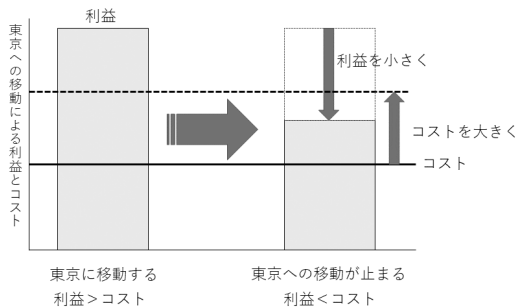 利益
東京への移動による利益とコスト
利益を小さく
コストを大きく
コスト
東京に移動する
利益＞コスト
東京への移動が止まる
利益＜コスト